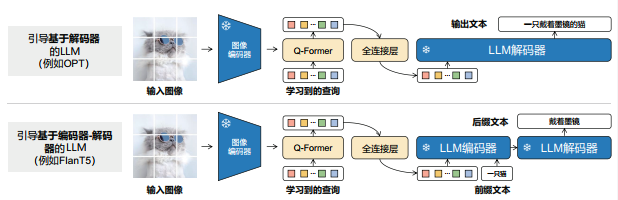 引导基于解码器
的LLM
(例如OPT)
输入图像
图像
编码器
Q-Former
学习到的查询
全连接层
输出文本
一只戴着墨镜的猫
LLM解码器
引导基于编码器-解码
器的LLM
(例如FlanT5)
输入图像
图像
编码器
Q-Former
学习到的查询
全连接层
后缀文本
戴着墨镜
LLM编码器
LLM解码器
一只猫
前缀文本